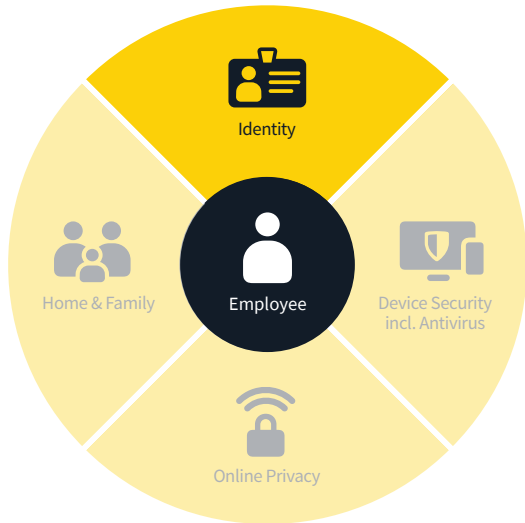 Identity
Home & Family
Employee
Device Security
incl. Antivirus
Online Privacy